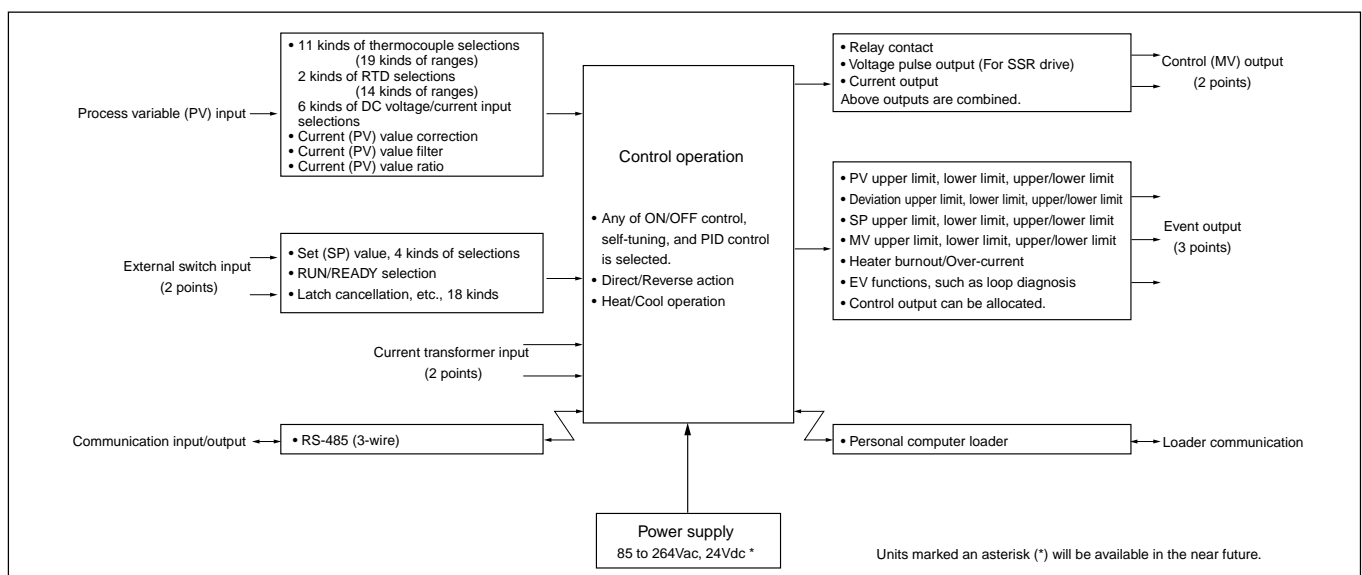 Process variable (PV) input
• 11 kinds of thermocouple selections
(19 kinds of ranges)
2 kinds of RTD selections
(14 kinds of ranges)
6 kinds of DC voltage/current input
selections
• Current (PV) value correction
• Current (PV) value filter
• Current (PV) value ratio
External switch input
(2 points)
• Set (SP) value, 4 kinds of selections
• RUN/READY selection
• Latch cancellation, etc., 18 kinds
Current transformer input
(2 points)
Communication input/output
• RS-485 (3-wire)
Control operation
• Any of ON/OFF control,
self-tuning, and PID control
is selected.
• Direct/Reverse action
• Heat/Cool operation
Power supply
85 to 264Vac, 24Vdc *
• Relay contact
• Voltage pulse output (For SSR drive)
• Current output
Above outputs are combined.
Control (MV) output
(2 points)
• PV upper limit, lower limit, upper/lower limit
• Deviation upper limit, lower limit, upper/lower limit
• SP upper limit, lower limit, upper/lower limit
• MV upper limit, lower limit, upper/lower limit
• Heater burnout/Over-current
• EV functions, such as loop diagnosis
• Control output can be allocated.
Event output
(3 points)
• Personal computer loader
Loader communication
Units marked an asterisk (*) will be available in the near future.